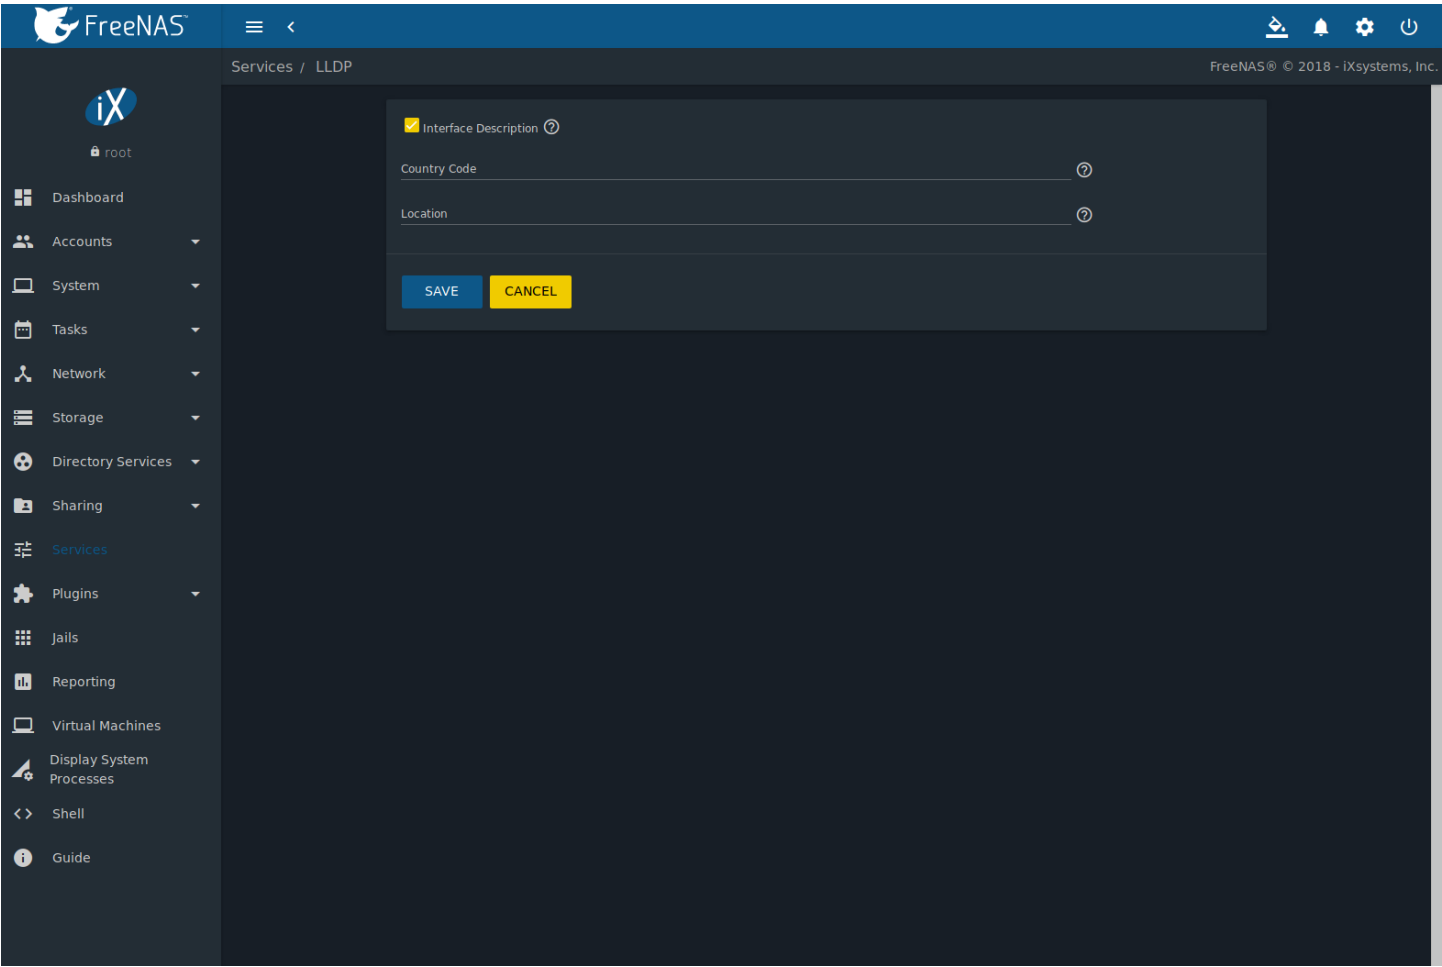 FreeNAS®
Services / LLDP
FreeNAS® © 2018 - iXsystems, Inc.
iX
root
Dashboard
Accounts
System
Tasks
Network
Storage
Directory Services
Sharing
Services
Plugins
Jails
Reporting
Virtual Machines
Display System
Processes
Shell
Guide
Interface Description
Country Code
Location
SAVE CANCEL